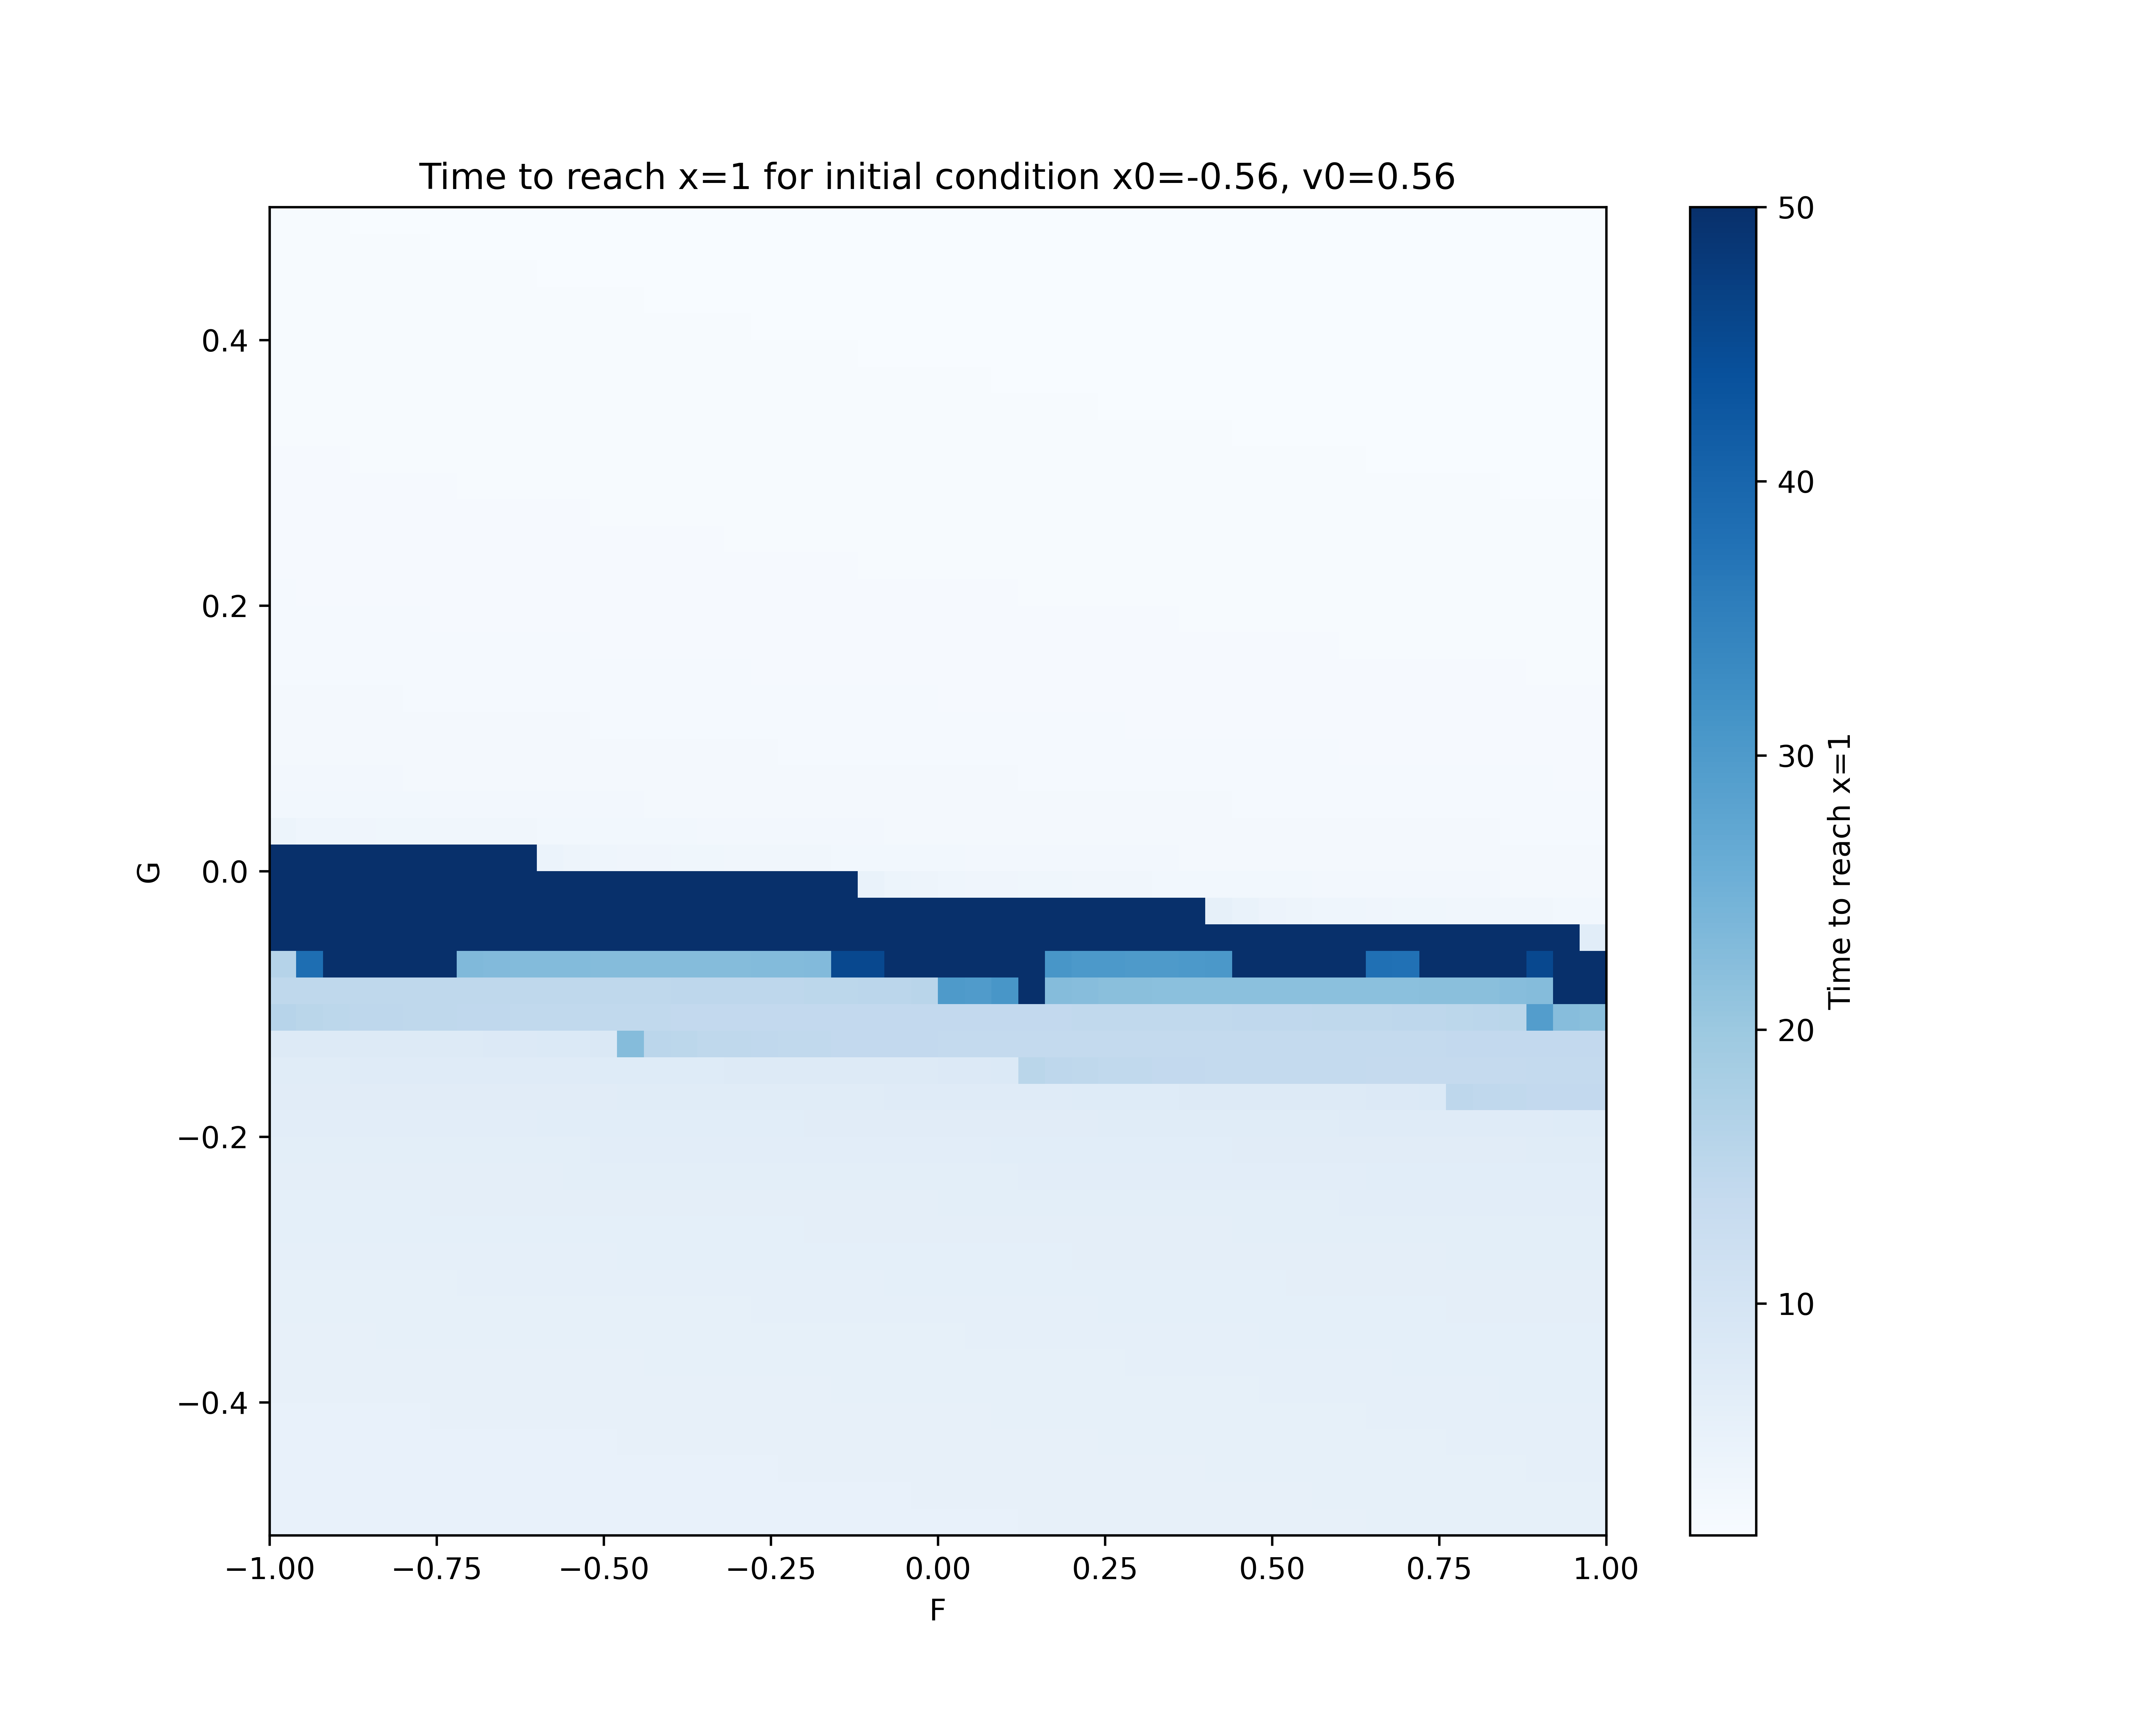 Time to reach x=1 for initial condition x0=-0.56, v0=0.56
0.4
0.2
0.0
−0.2
−0.4
G
−1.00 −0.75 −0.50 −0.25 0.00 0.25 0.50 0.75 1.00
F
50
40
30
20
10
Time to reach x=1